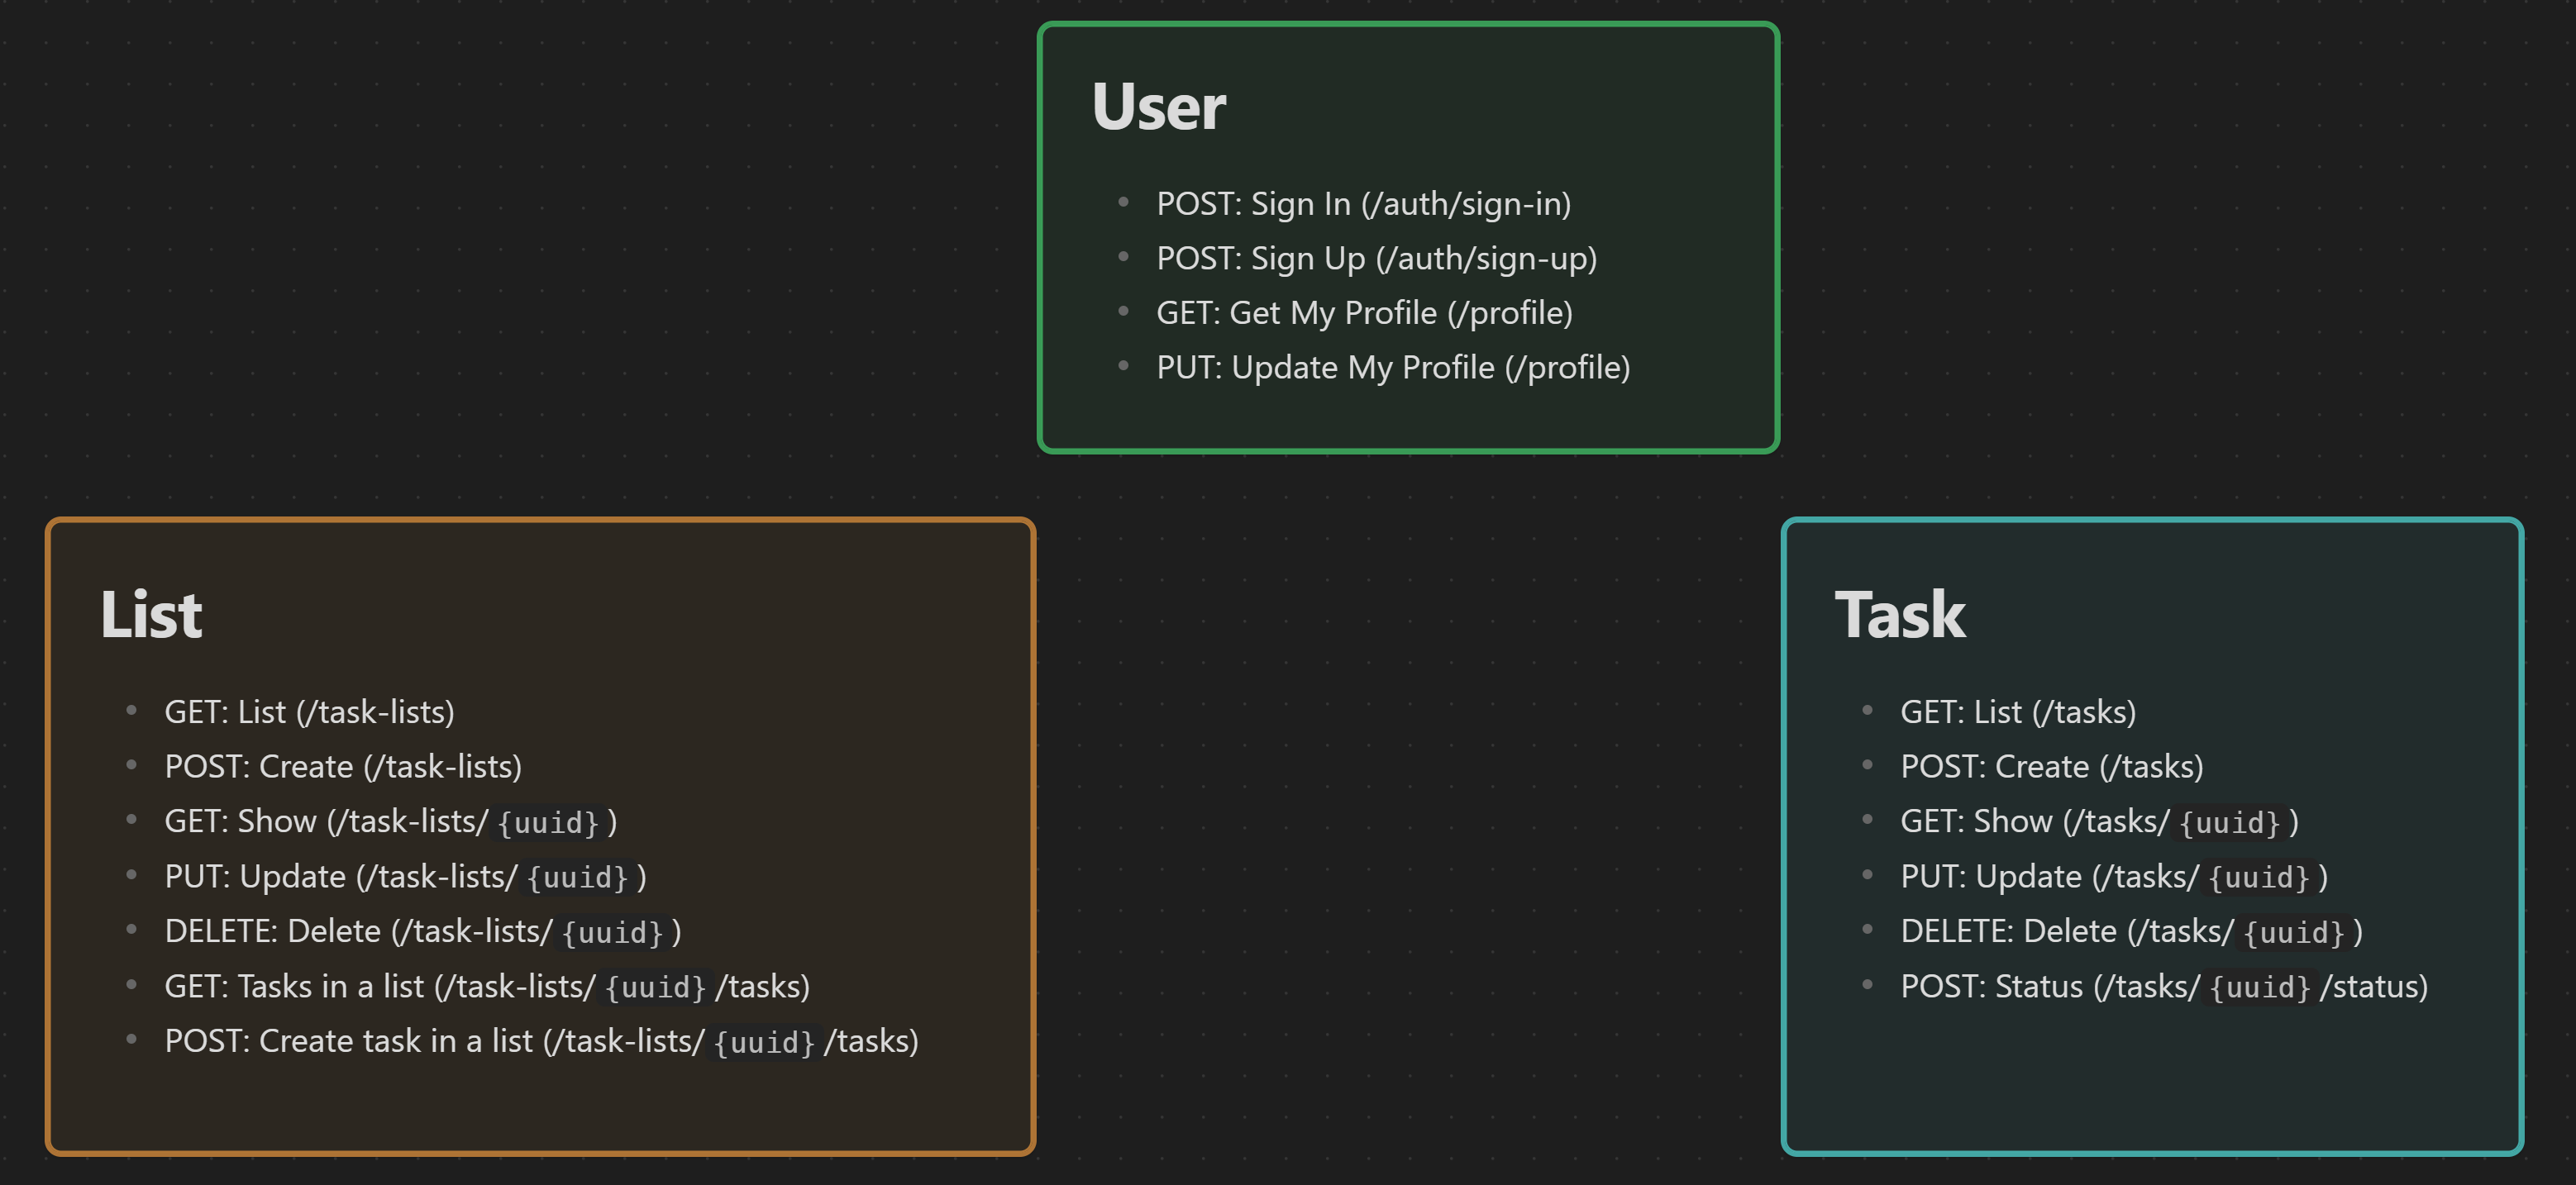 User
POST: Sign In (/auth/sign-in)
POST: Sign Up (/auth/sign-up)
GET: Get My Profile (/profile)
PUT: Update My Profile (/profile)
List
GET: List (/task-lists)
POST: Create (/task-lists)
GET: Show (/task-lists/{uuid})
PUT: Update (/task-lists/{uuid})
DELETE: Delete (/task-lists/{uuid})
GET: Tasks in a list (/task-lists/{uuid}/tasks)
POST: Create task in a list (/task-lists/{uuid}/tasks)
Task
GET: List (/tasks)
POST: Create (/tasks)
GET: Show (/tasks/{uuid})
PUT: Update (/tasks/{uuid})
DELETE: Delete (/tasks/{uuid})
POST: Status (/tasks/{uuid}/status)